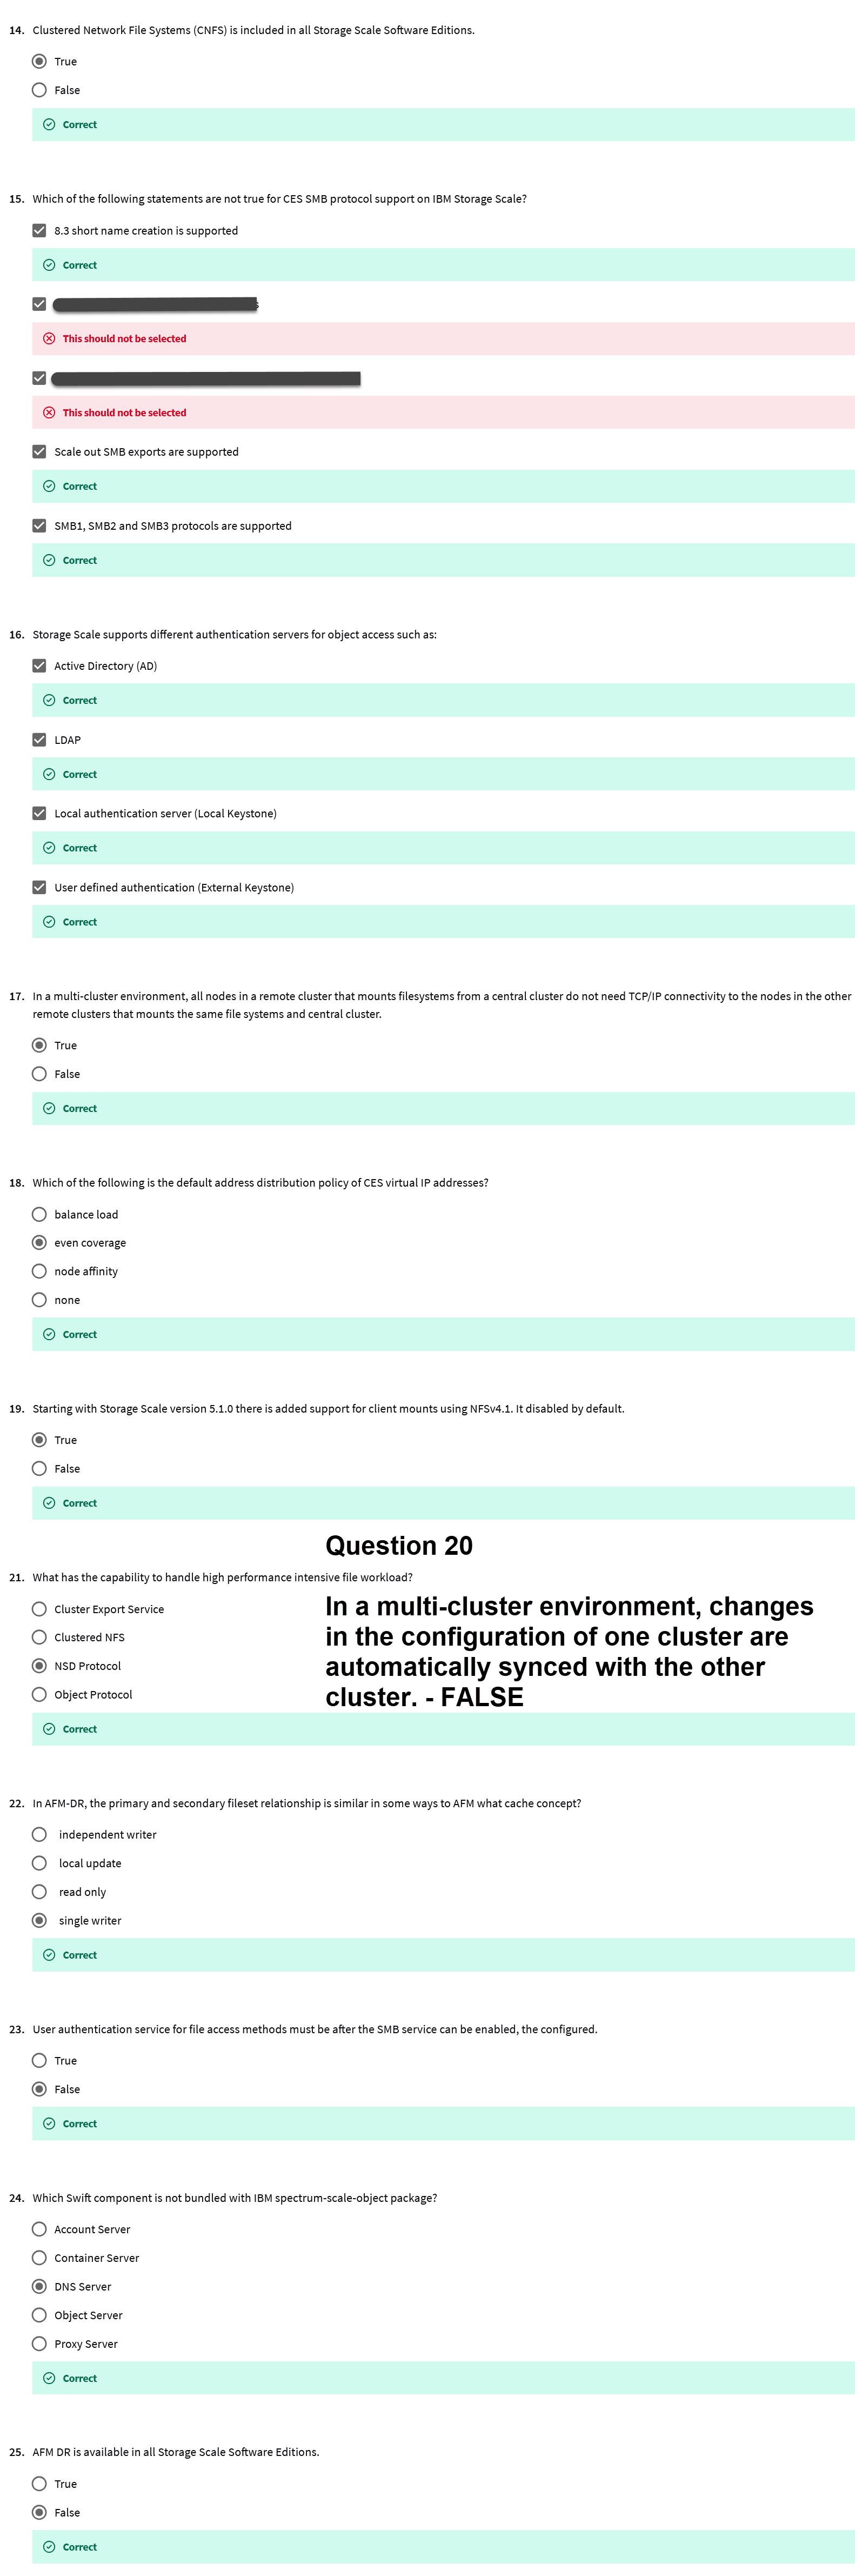 14. Clustered Network File Systems (CNFS) is included in all Storage Scale Software Editions.
True
False
Correct
15. Which of the following statements are not true for CES SMB protocol support on IBM Storage Scale?
8.3 short name creation is supported
Correct
This should not be selected
This should not be selected
Scale out SMB exports are supported
Correct
SMB1, SMB2 and SMB3 protocols are supported
Correct
16. Storage Scale supports different authentication servers for object access such as:
Active Directory (AD)
Correct
LDAP
Correct
Local authentication server (Local Keystone)
Correct
User defined authentication (External Keystone)
Correct
17. In a multi-cluster environment, all nodes in a remote cluster that mounts filesystems from a central cluster do not need TCP/IP connectivity to the nodes in the other
remote clusters that mounts the same file systems and central cluster.
True
False
Correct
18. Which of the following is the default address distribution policy of CES virtual IP addresses?
balance load
even coverage
node affinity
none
Correct
19. Starting with Storage Scale version 5.1.0 there is added support for client mounts using NFSv4.1. It disabled by default.
True
False
Correct
Question 20
In a multi-cluster environment, changes
in the configuration of one cluster are
automatically synced with the other
cluster. - FALSE
21. What has the capability to handle high performance intensive file workload?
Cluster Export Service
Clustered NFS
NSD Protocol
Object Protocol
Correct
22. In AFM-DR, the primary and secondary fileset relationship is similar in some ways to AFM what cache concept?
independent writer
local update
read only
single writer
Correct
23. User authentication service for file access methods must be after the SMB service can be enabled, the configured.
True
False
Correct
24. Which Swift component is not bundled with IBM spectrum-scale-object package?
Account Server
Container Server
DNS Server
Object Server
Proxy Server
Correct
25. AFM DR is available in all Storage Scale Software Editions.
True
False
Correct